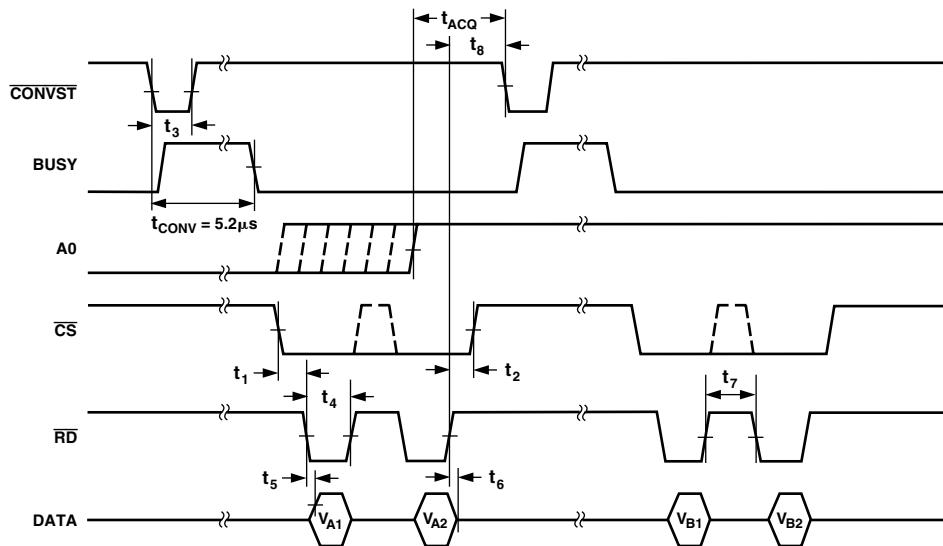 tACQ
t8
CONVST
t3
BUSY
tCONV = 5.2µs
A0
CS
t1
t2
t4
t7
RD
t5
t6
DATA
VA1
VA2
VB1
VB2